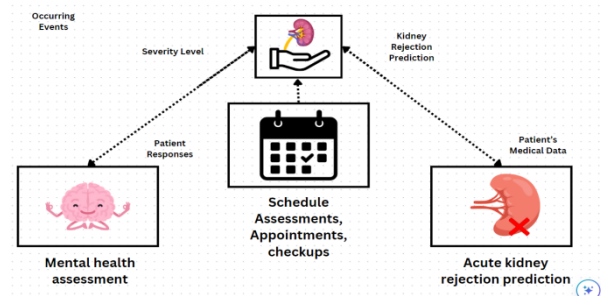 Occurring
Events
Severity Level
Kidney
Rejection
Prediction
Patient
Responses
Patient's
Medical Data
Schedule
Assessments,
Appointments,
checkups
Mental health
assessment
Acute kidney
rejection prediction